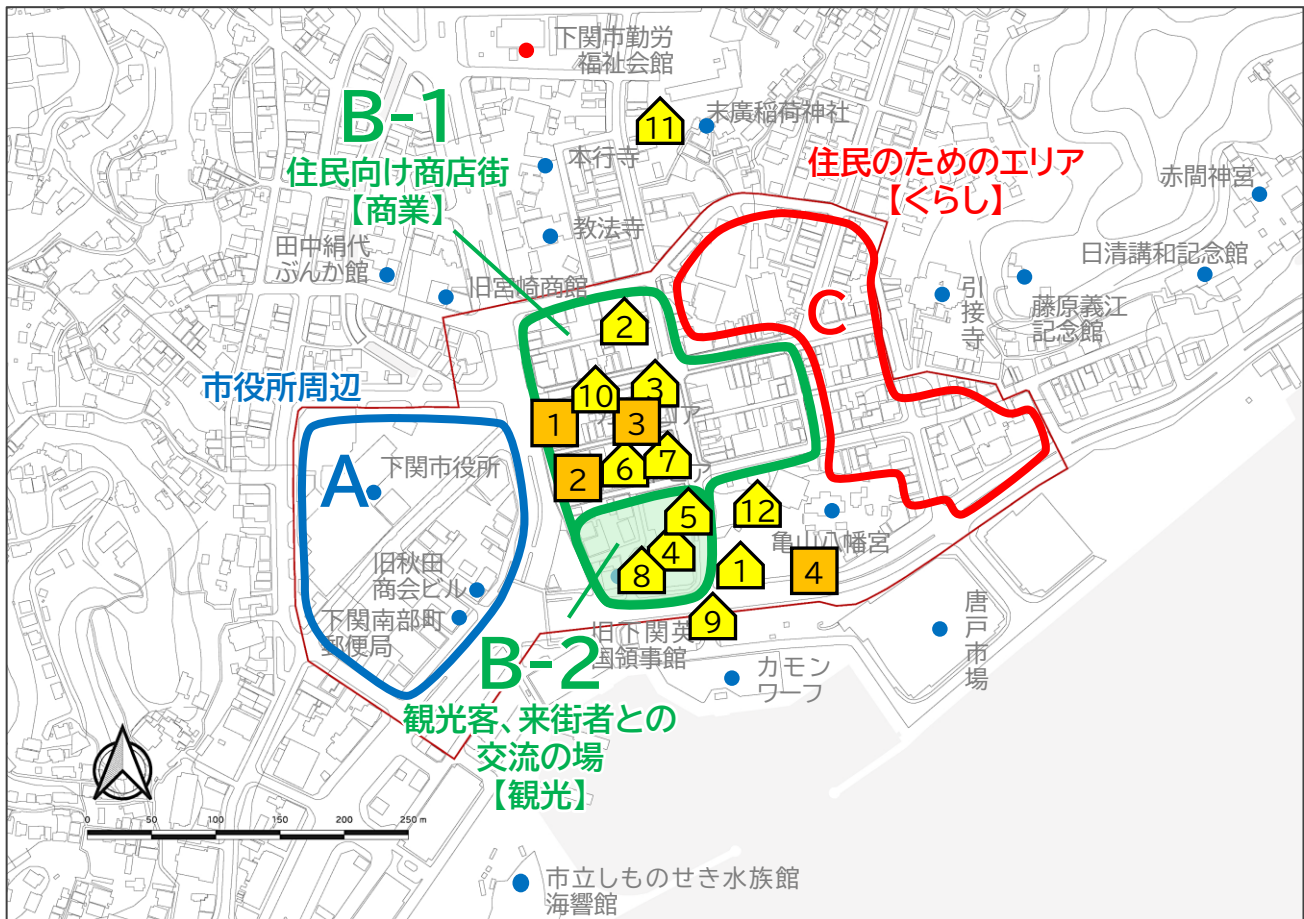 下関市勤労
福祉会館
B-1
住民向け商店街
【商業】
11
末廣稲荷神社
本行寺
住民のためのエリア
【くらし】
赤間神宮
教法寺
田中絹代
ぶんか館
旧宮崎商館
日清講和記念館
引接寺
藤原義江
記念館
C
2
市役所周辺
10
3
1
3
A
下関市役所
6
7
2
5
12
亀山八幡宮
4
8
1
4
旧秋田
商会ビル
下関南部町
郵便局
9
旧下関英
国領事館
唐戸市場
B-2
カモン
ワーフ
観光客、来街者との
交流の場
【観光】
0 50 100 150 200 250 m
市立しものせき水族館
海響館